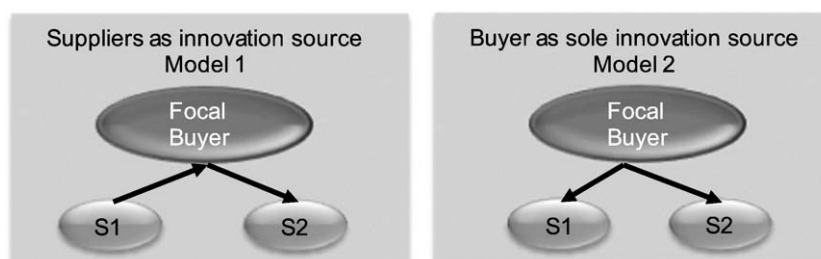 Suppliers as innovation source
Model 1
Focal
Buyer
S1
S2
Buyer as sole innovation source
Model 2
Focal
Buyer
S1
S2